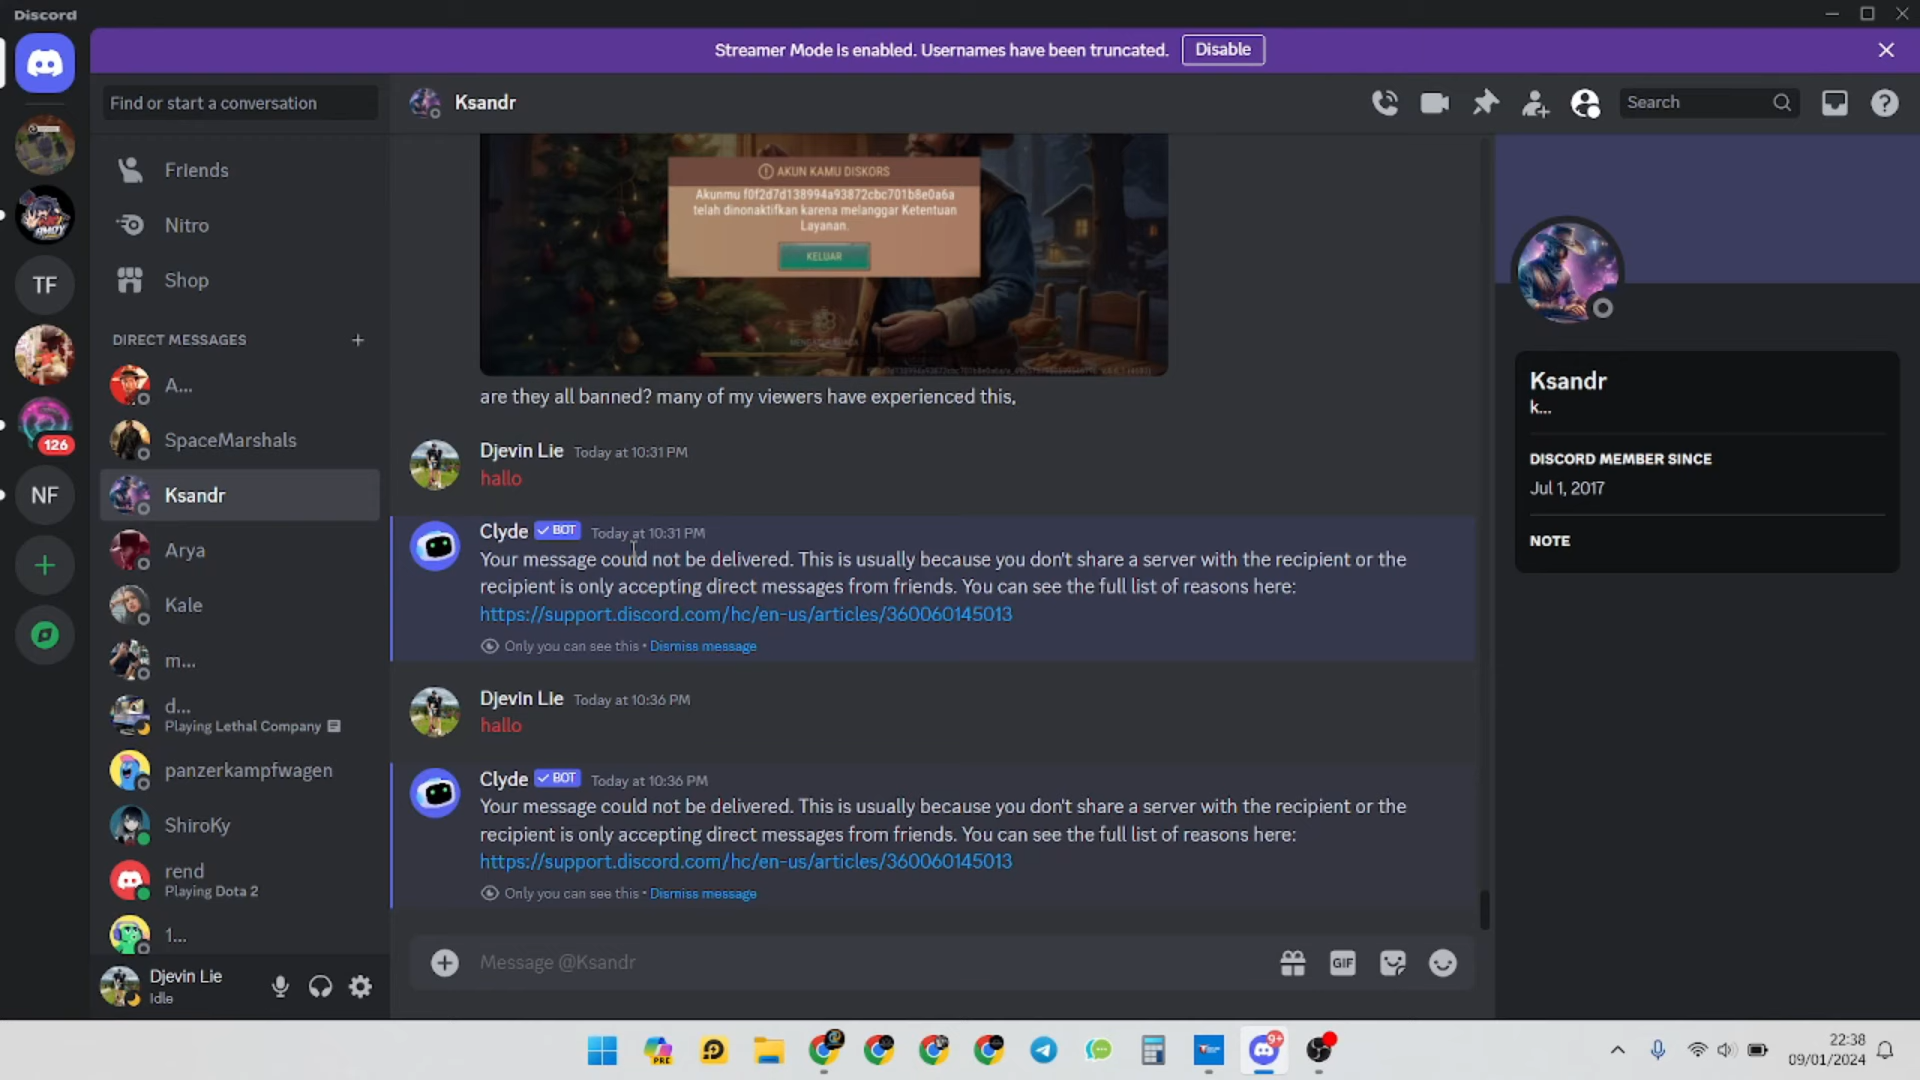 Discord
Streamer Mode is enabled. Usernames have been truncated.
Disable
Find or start a conversation
Ksandr
Search
Friends
Nitro
Shop
DIRECT MESSAGES
A...
SpaceMarshals
Ksandr
Arya
Kale
m...
d...
Playing Lethal Company
panzerkampfwagen
ShiroKy
rend
Playing Dota 2
1...
Djevin Lie
Idle
TF
126
NF
AKUN KAMU DISKORS
Akunmu f0f2d7d138994a93872cbc701b8e0a6a
telah dinonaktifkan karena melanggar Ketentuan
Layanan.
KELUAR
are they all banned? many of my viewers have experienced this,
Djevin Lie Today at 10:31 PM
hallo
Clyde BOT Today at 10:31 PM
Your message could not be delivered. This is usually because you don't share a server with the recipient or the
recipient is only accepting direct messages from friends. You can see the full list of reasons here:
https://support.discord.com/hc/en-us/articles/360060145013
Only you can see this • Dismiss message
Djevin Lie Today at 10:36 PM
hallo
Clyde BOT Today at 10:36 PM
Your message could not be delivered. This is usually because you don't share a server with the recipient or the
recipient is only accepting direct messages from friends. You can see the full list of reasons here:
https://support.discord.com/hc/en-us/articles/360060145013
Only you can see this • Dismiss message
Message @Ksandr
GIF
Ksandr
k...
DISCORD MEMBER SINCE
Jul 1, 2017
NOTE
PRE
9+
22:38
09/01/2024